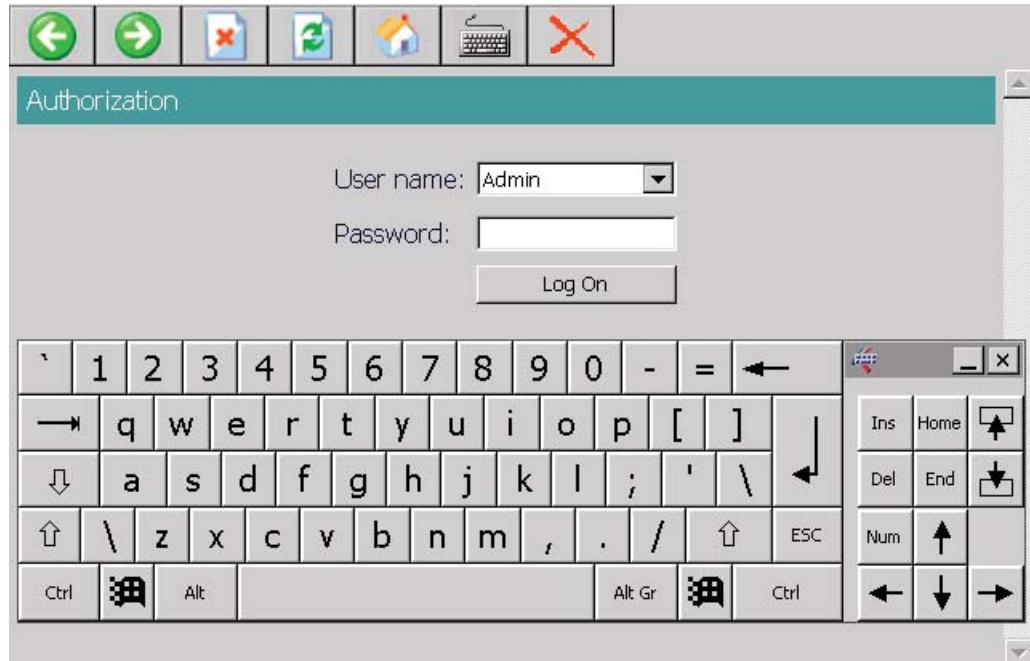 Authorization
User name: Admin
Password:
Log On
` 1 2 3 4 5 6 7 8 9 0 - =
q w e r t y u i o p [ ] Ins Home
a s d f g h j k l ; ' \ Del End
\ z x c v b n m , . / ESC Num
Ctrl Alt Alt Gr Ctrl